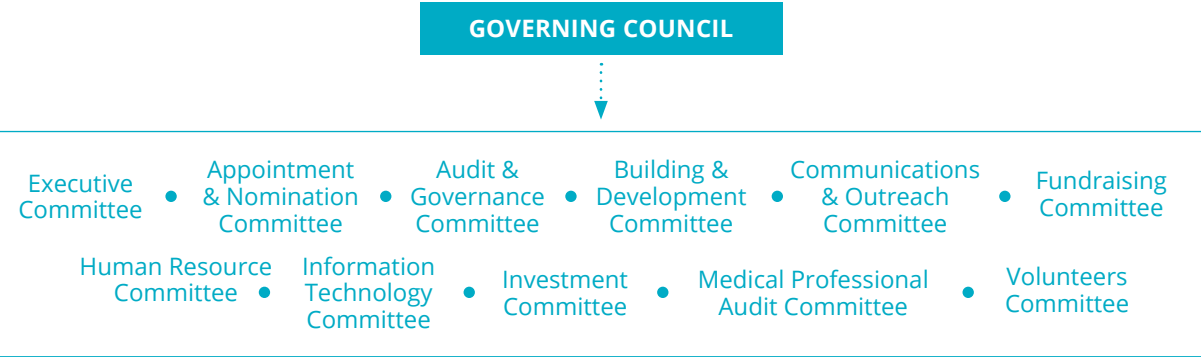 GOVERNING COUNCIL
Executive
Committee
Appointment
& Nomination
Committee
Audit &
Governance
Committee
Building &
Development
Committee
Communications
& Outreach
Committee
Fundraising
Committee
Human Resource
Committee
Information
Technology
Committee
Investment
Committee
Medical Professional
Audit Committee
Volunteers
Committee